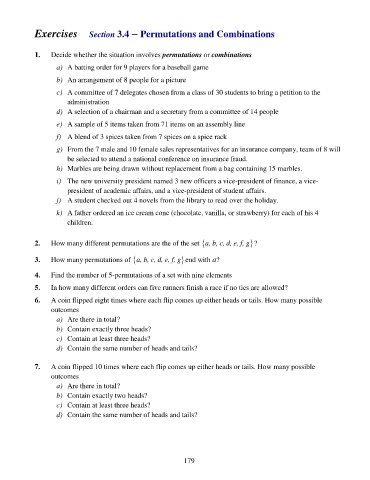 Exercises Section 3.4 – Permutations and Combinations
1. Decide whether the situation involves permutations or combinations
a) A batting order for 9 players for a baseball game
b) An arrangement of 8 people for a picture
c) A committee of 7 delegates chosen from a class of 30 students to bring a petition to the
administration
d) A selection of a chairman and a secretary from a committee of 14 people
e) A sample of 5 items taken from 71 items on an assembly line
f) A blend of 3 spices taken from 7 spices on a spice rack
g) From the 7 male and 10 female sales representatives for an insurance company, team of 8 will
be selected to attend a national conference on insurance fraud.
h) Marbles are being drawn without replacement from a bag containing 15 marbles.
i) The new university president named 3 new officers a vice-president of finance, a vice-
president of academic affairs, and a vice-president of student affairs.
j) A student checked out 4 novels from the library to read over the holiday.
k) A father ordered an ice cream cone (chocolate, vanilla, or strawberry) for each of his 4
children.
2. How many different permutations are the of the set {a, b, c, d, e, f, g} ?
3. How many permutations of {a, b, c, d, e, f, g} end with a?
4. Find the number of 5-permutations of a set with nine elements
5. In how many different orders can five runners finish a race if no ties are allowed?
6. A coin flipped eight times where each flip comes up either heads or tails. How many possible
outcomes
a) Are there in total?
b) Contain exactly three heads?
c) Contain at least three heads?
d) Contain the same number of heads and tails?
7. A coin flipped 10 times where each flip comes up either heads or tails. How many possible
outcomes
a) Are there in total?
b) Contain exactly two heads?
c) Contain at least three heads?
d) Contain the same number of heads and tails?
179